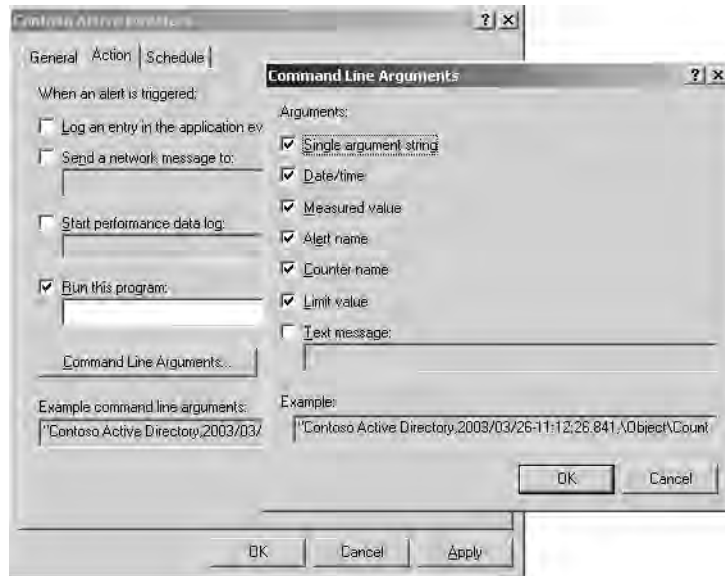 Contoso Active Directory
General Action Schedule
When an alert is triggered:
Log an entry in the application ev
Send a network message to:
Start performance data log:
Run this program:
Command Line Arguments...
Example command line arguments:
"Contoso Active Directory,2003/03/
OK Cancel Apply
Command Line Arguments
Arguments:
Single argument string
Date/time
Measured value
Alert name
Counter name
Limit value
Text message:
Example:
"Contoso Active Directory,2003/03/26-11:12:26.841,\Object\Count
OK Cancel